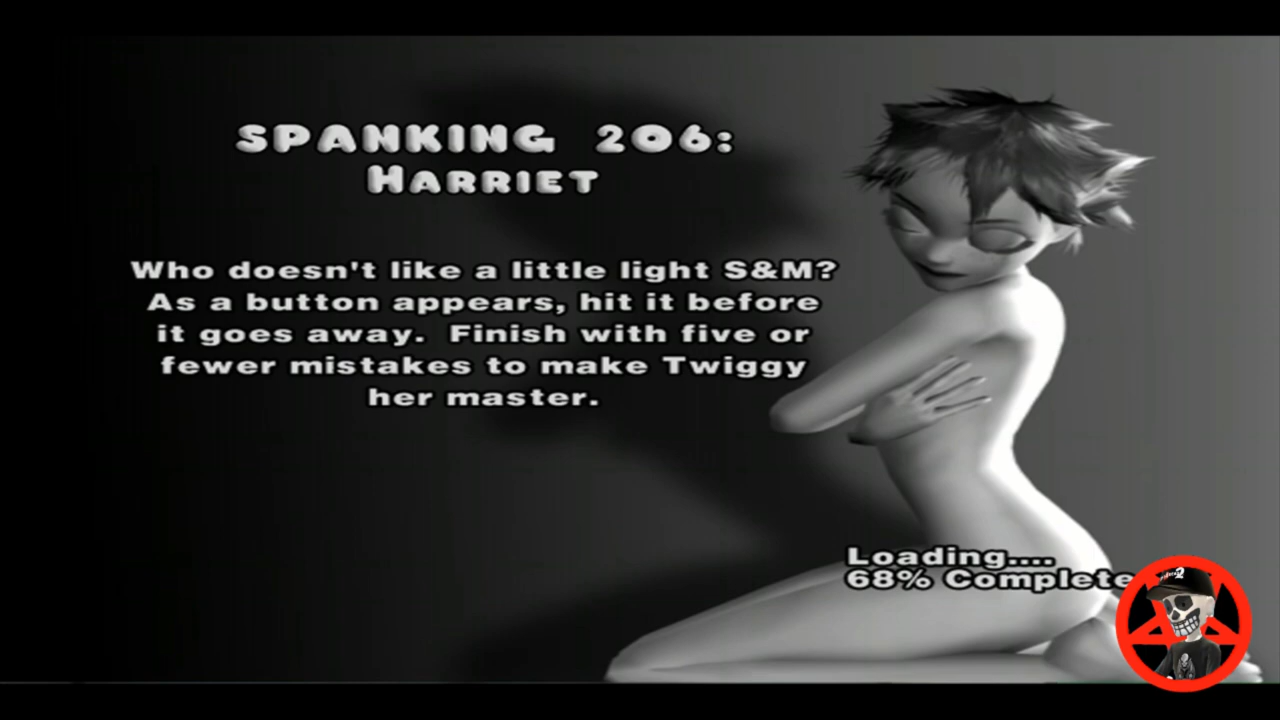 SPANKING 206:
HARRIET
Who doesn't like a little light S&M?
As a button appears, hit it before
it goes away. Finish with five or
fewer mistakes to make Twiggy
her master.
Loading....
68% Complete